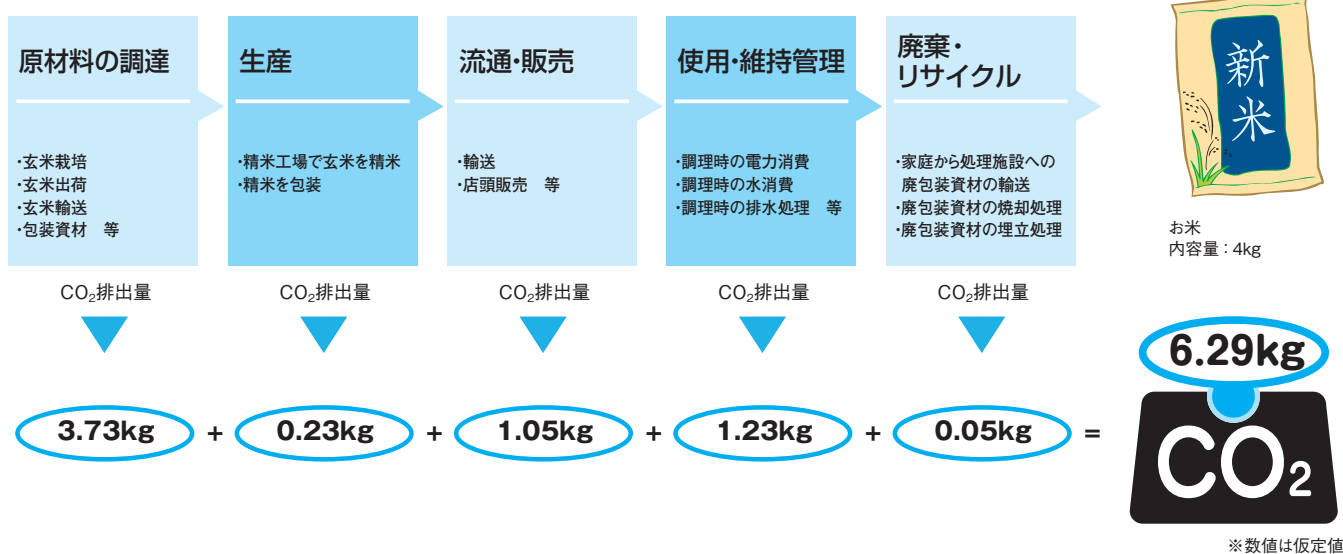 原材料の調達
・玄米栽培
・玄米出荷
・玄米輸送
・包装資材　等
生産
・精米工場で玄米を精米
・精米を包装
流通・販売
・輸送
・店頭販売　等
使用・維持管理
・調理時の電力消費
・調理時の水消費
・調理時の排水処理　等
廃棄・
リサイクル
・家庭から処理施設への
廃包装資材の輸送
・廃包装資材の焼却処理
・廃包装資材の埋立処理
新米
お米
内容量：4kg
CO₂排出量
CO₂排出量
CO₂排出量
CO₂排出量
CO₂排出量
3.73kg + 0.23kg + 1.05kg + 1.23kg + 0.05kg =
6.29kg
CO₂
※数値は仮定値